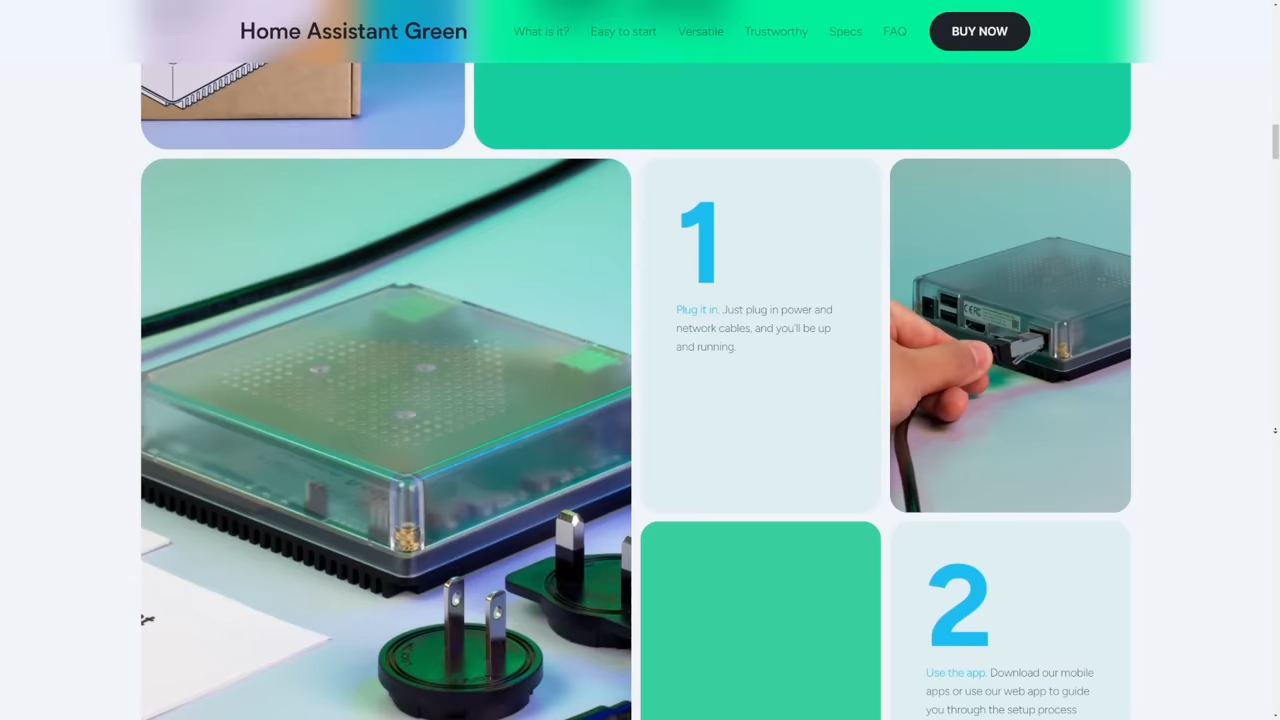 Home Assistant Green
What is it?
Easy to start
Versatile
Trustworthy
Specs
FAQ
BUY NOW
1
Plug it in. Just plug in power and
network cables, and you'll be up
and running.
2
Use the app. Download our mobile
apps or use our web app to guide
you through the setup process